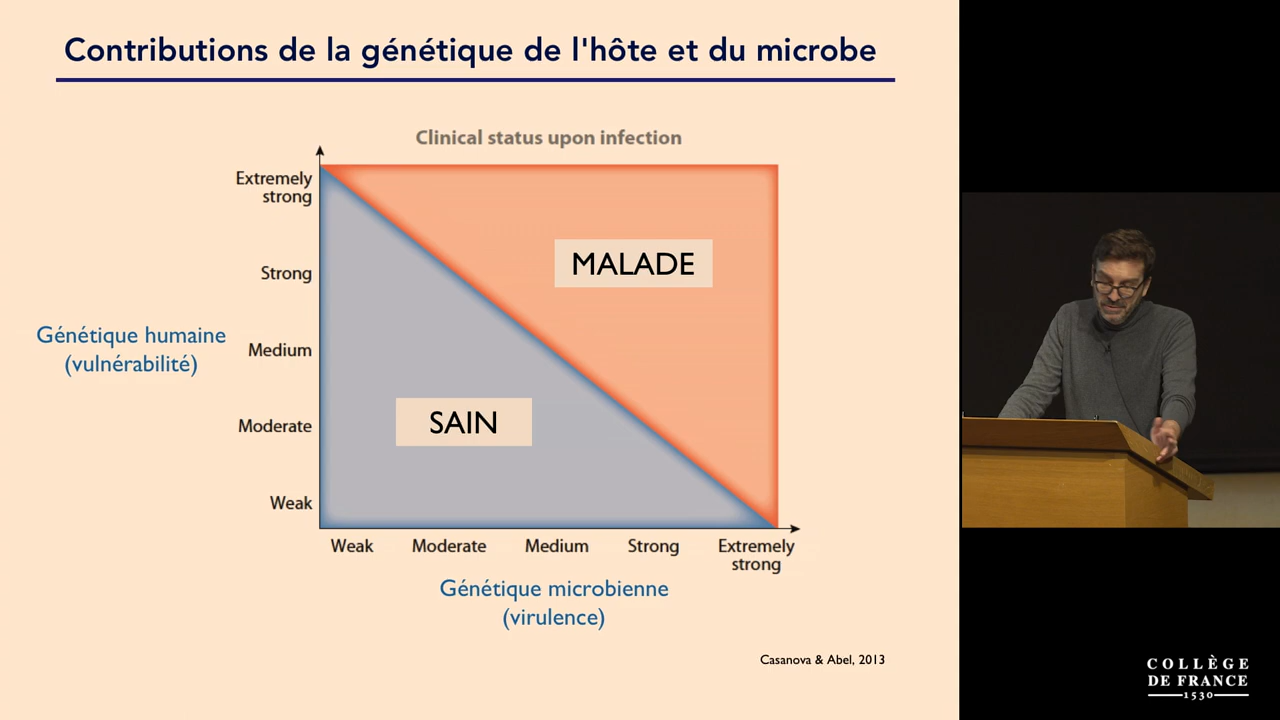 Contributions de la génétique de l'hôte et du microbe
Clinical status upon infection
Extremely
strong
Strong
Medium
Moderate
Weak
Génétique humaine
(vulnérabilité)
MALADE
SAIN
Weak
Moderate
Medium
Strong
Extremely
strong
Génétique microbienne
(virulence)
Casanova & Abel, 2013
COLLÈGE
DE FRANCE
1530